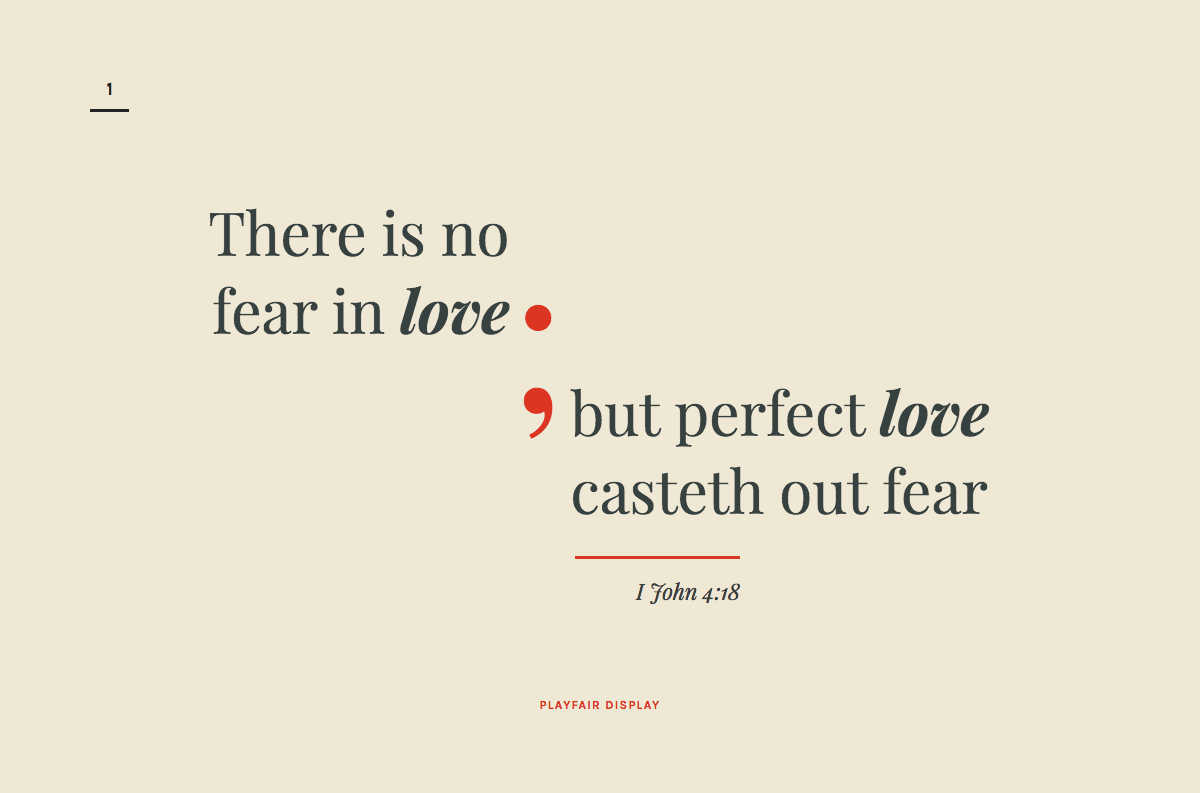 1
There is no
fear in love
; but perfect love
casteth out fear
I John 4:18
PLAYFAIR DISPLAY